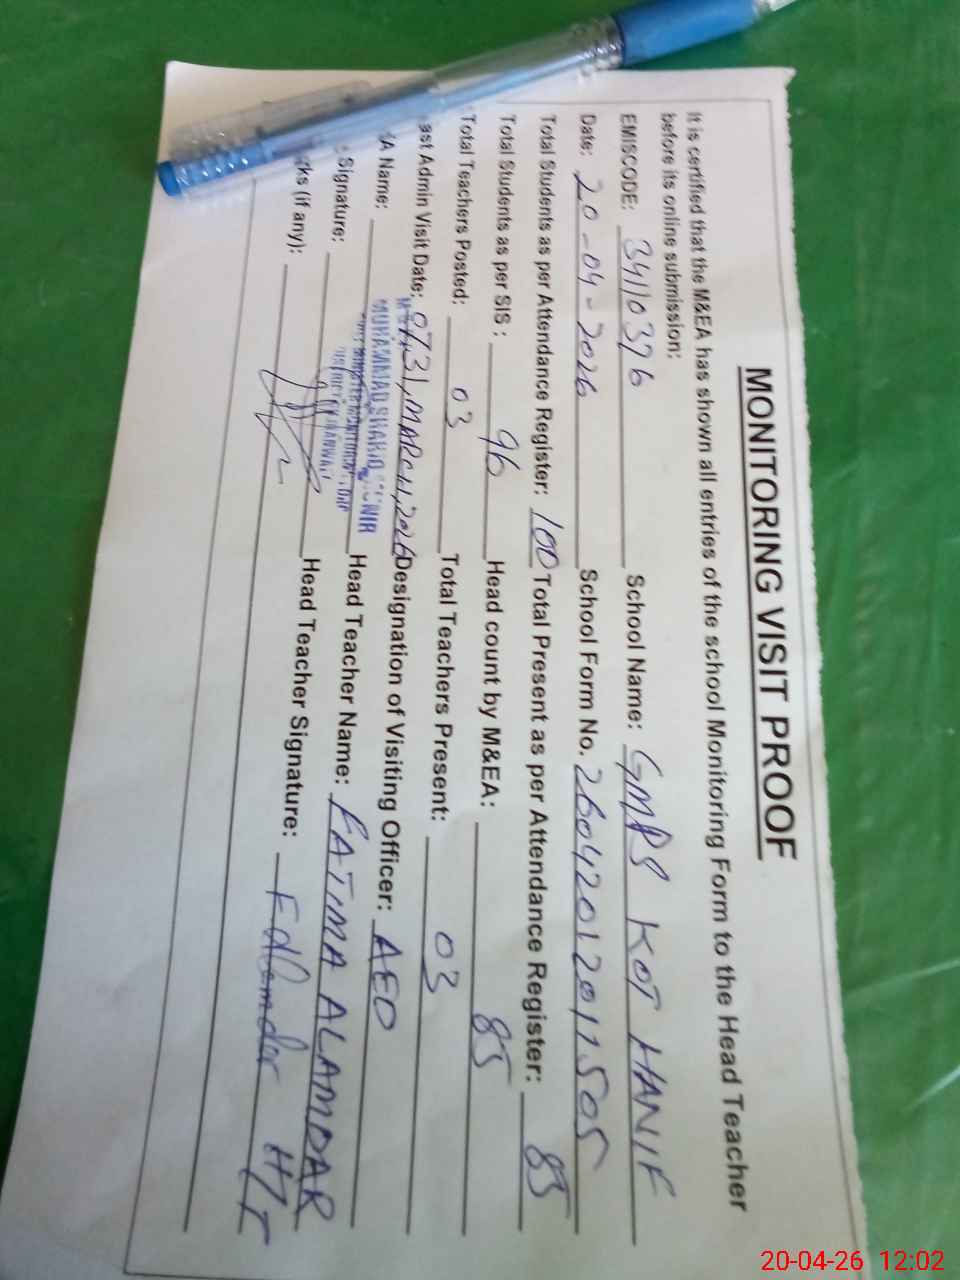 MONITORING VISIT PROOF
It is certified that the M&EA has shown all entries of the school Monitoring Form to the Head Teacher
before its online submission:
EMISCODE: 34110376 School Name: GMPS KOT HANIF
Date: 20-04-2026 School Form No. 26042012011505
Total Students as per Attendance Register: 100 Total Present as per Attendance Register: 85
Total Students as per SIS: 96 Head count by M&EA: 85
Total Teachers Posted: 03 Total Teachers Present: 03
ast Admin Visit Date: 31, MARCH, 2026 Designation of Visiting Officer: AEO
A Name: MUHAMMAD Head Teacher Name: FATIMA ALAMDAR
Signature: Head Teacher Signature:
rks (if any):
20-04-26 12:02